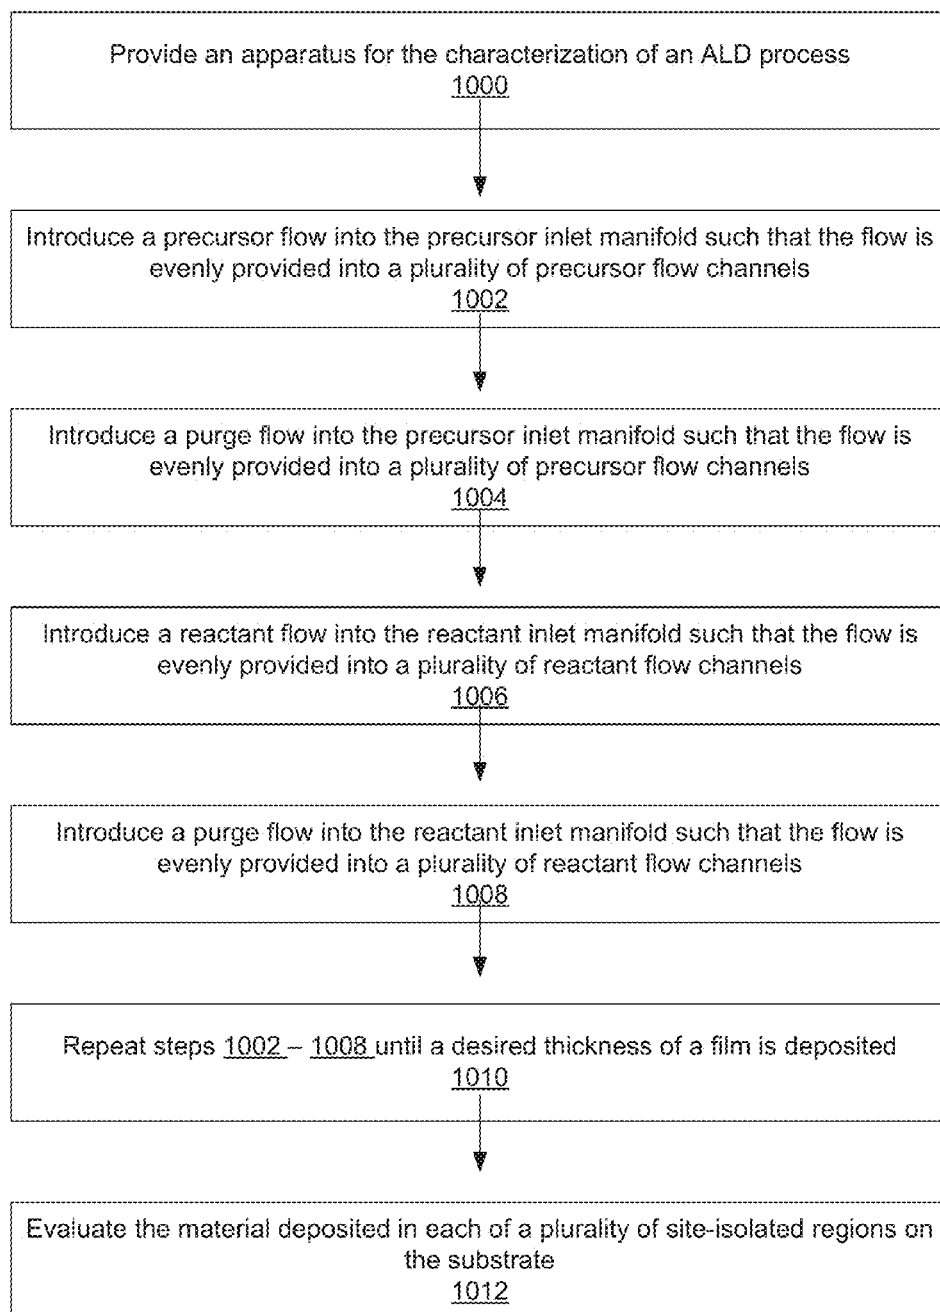 Provide an apparatus for the characterization of an ALD process
1000
Introduce a precursor flow into the precursor inlet manifold such that the flow is
evenly provided into a plurality of precursor flow channels
1002
Introduce a purge flow into the precursor inlet manifold such that the flow is
evenly provided into a plurality of precursor flow channels
1004
Introduce a reactant flow into the reactant inlet manifold such that the flow is
evenly provided into a plurality of reactant flow channels
1006
Introduce a purge flow into the reactant inlet manifold such that the flow is
evenly provided into a plurality of reactant flow channels
1008
Repeat steps 1002 – 1008 until a desired thickness of a film is deposited
1010
Evaluate the material deposited in each of a plurality of site-isolated regions on
the substrate
1012